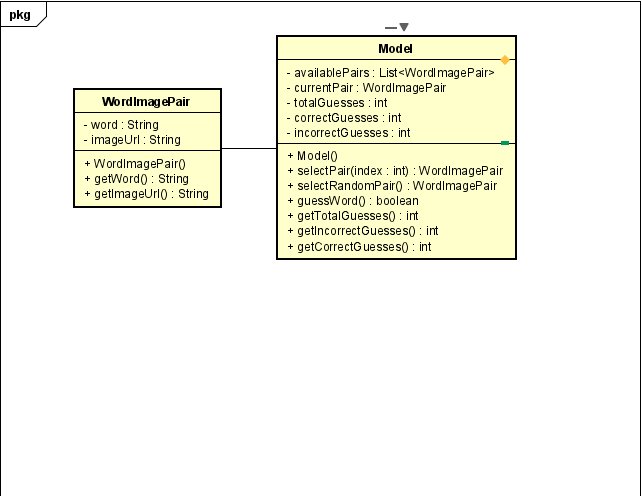 pkg
WordImagePair
- word : String
- imageUrl : String
+ WordImagePair()
+ getWord() : String
+ getImageUrl() : String
Model
- availablePairs : List<WordImagePair>
- currentPair : WordImagePair
- totalGuesses : int
- correctGuesses : int
- incorrectGuesses : int
+ Model()
+ selectPair(index : int) : WordImagePair
+ selectRandomPair() : WordImagePair
+ guessWord() : boolean
+ getTotalGuesses() : int
+ getIncorrectGuesses() : int
+ getCorrectGuesses() : int